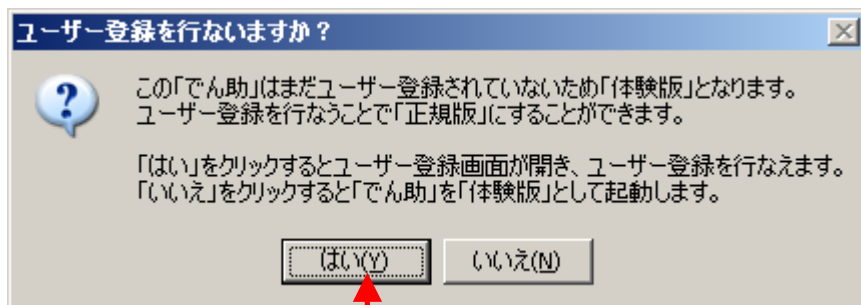 ユーザー登録を行ないますか？
この「でん助」はまだユーザー登録されていないため「体験版」となります。
ユーザー登録を行なうことで「正規版」にすることができます。
「はい」をクリックするとユーザー登録画面が開き、ユーザー登録を行なえます。
「いいえ」をクリックすると「でん助」を「体験版」として起動します。
はい(Y) いいえ(N)